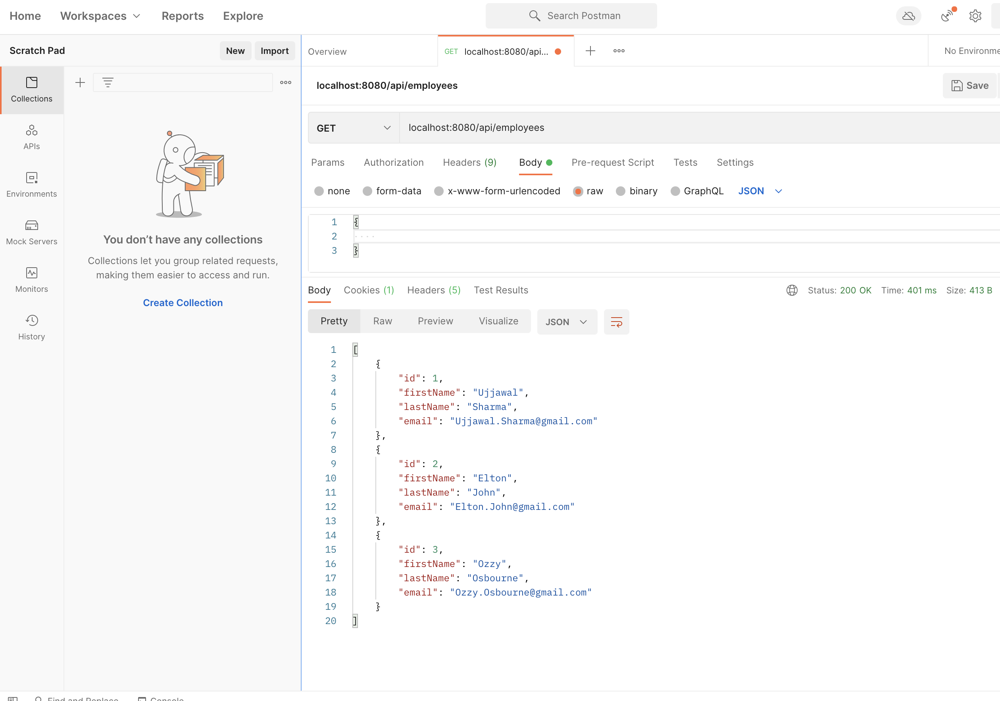 Home Workspaces Reports Explore Search Postman
Scratch Pad New Import Overview GET localhost:8080/api... No Environme
Collections
APIs
Environments
Mock Servers
Monitors
History
You don’t have any collections
Collections let you group related requests,
making them easier to access and run.
Create Collection
localhost:8080/api/employees Save
GET localhost:8080/api/employees
Params Authorization Headers (9) Body Pre-request Script Tests Settings
none form-data x-www-form-urlencoded raw binary GraphQL JSON
1 {
2 ····
3 }
Body Cookies (1) Headers (5) Test Results Status: 200 OK Time: 401 ms Size: 413 B
Pretty Raw Preview Visualize JSON
1 [
2 {
3 "id": 1,
4 "firstName": "Ujjawal",
5 "lastName": "Sharma",
6 "email": "Ujjawal.Sharma@gmail.com"
7 },
8 {
9 "id": 2,
10 "firstName": "Elton",
11 "lastName": "John",
12 "email": "Elton.John@gmail.com"
13 },
14 {
15 "id": 3,
16 "firstName": "Ozzy",
17 "lastName": "Osbourne",
18 "email": "Ozzy.Osbourne@gmail.com"
19 }
20 ]
Find and Replace Console